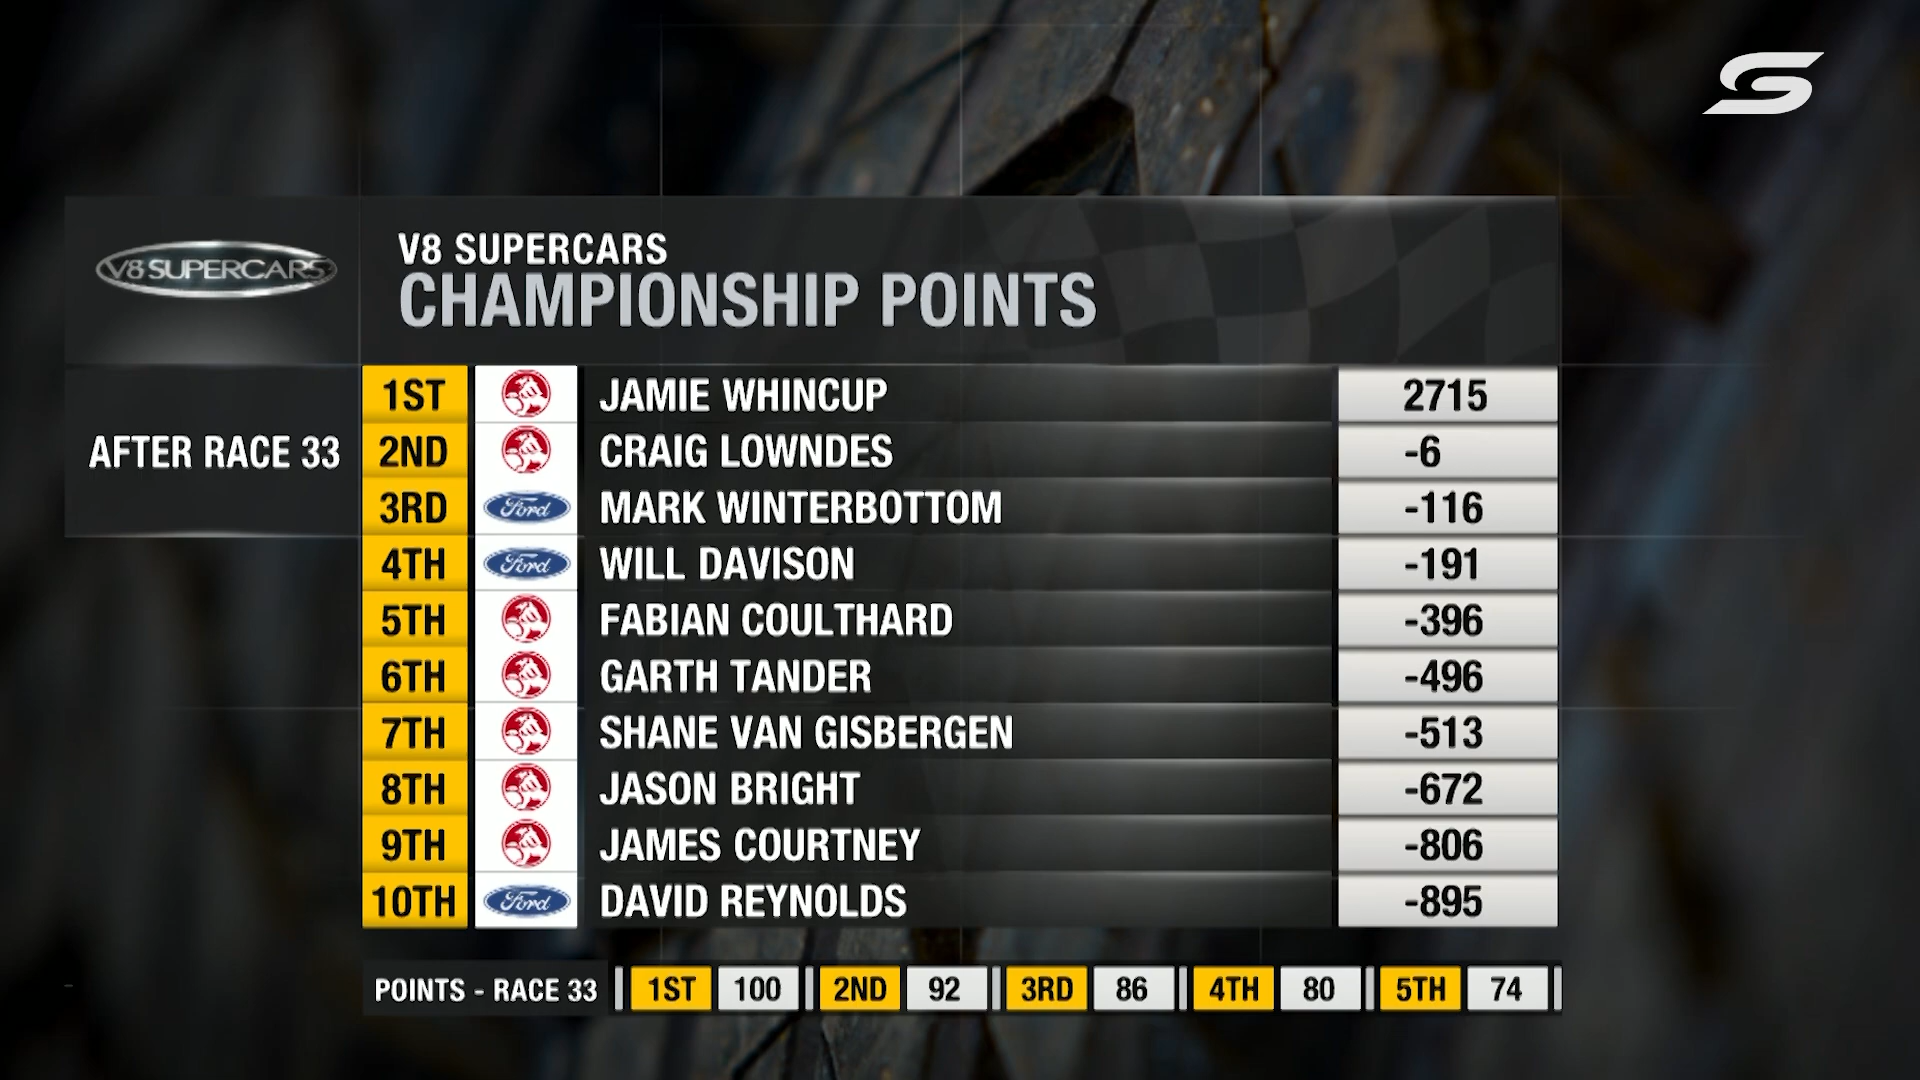 V8 SUPERCARS
V8 SUPERCARS
CHAMPIONSHIP POINTS
AFTER RACE 33
1ST JAMIE WHINCUP 2715
2ND CRAIG LOWNDES -6
3RD Ford MARK WINTERBOTTOM -116
4TH Ford WILL DAVISON -191
5TH FABIAN COULTHARD -396
6TH GARTH TANDER -496
7TH SHANE VAN GISBERGEN -513
8TH JASON BRIGHT -672
9TH JAMES COURTNEY -806
10TH Ford DAVID REYNOLDS -895
POINTS - RACE 33 1ST 100 2ND 92 3RD 86 4TH 80 5TH 74